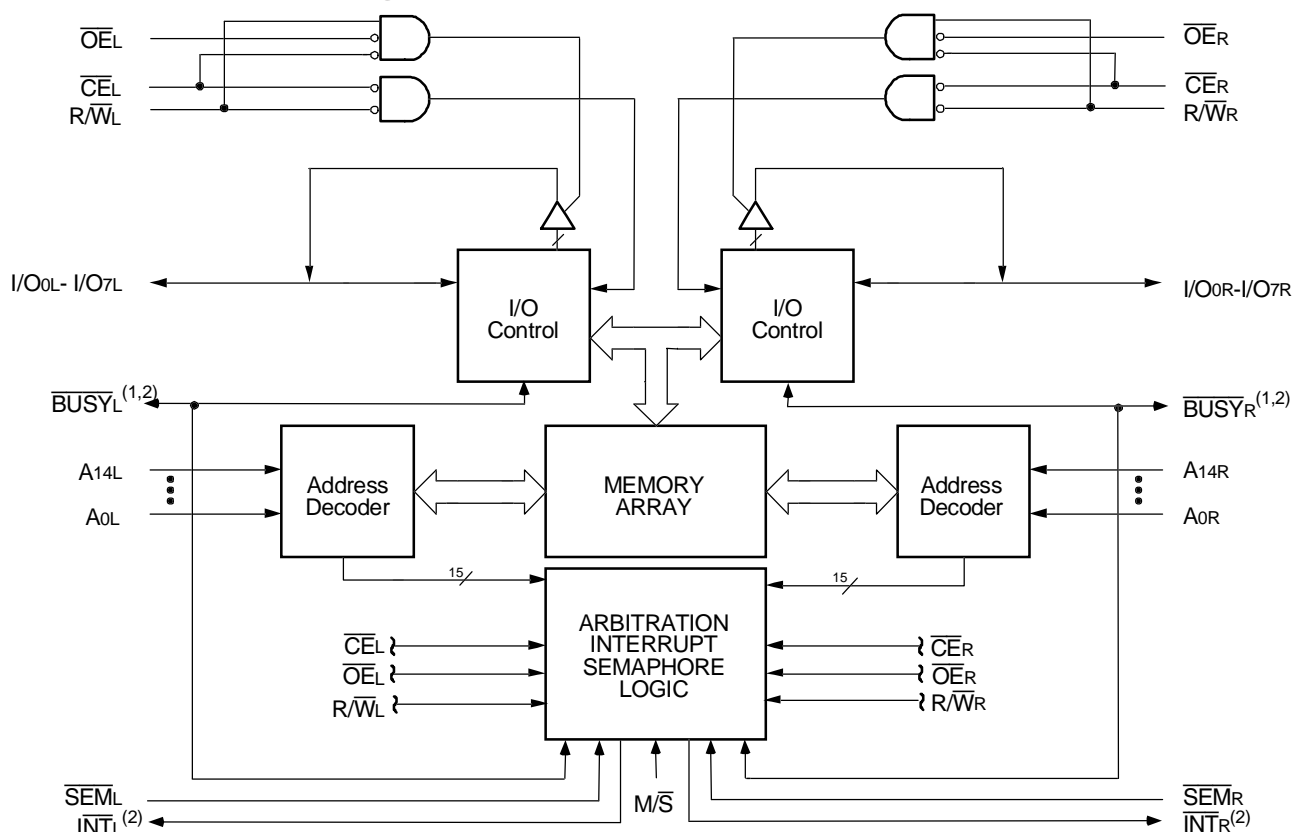 OEL
OER
CEL
CER
R/WL
R/WR
I/O0L- I/O7L
I/O
Control
I/O
Control
I/O0R-I/O7R
BUSYL(1,2)
BUSYR(1,2)
A14L
A0L
Address
Decoder
MEMORY
ARRAY
Address
Decoder
A14R
A0R
15
15
ARBITRATION
INTERRUPT
SEMAPHORE
LOGIC
CEL
OEL
R/WL
CER
OER
R/WR
SEML
M/S
SEMR
INTL(2)
INTR(2)